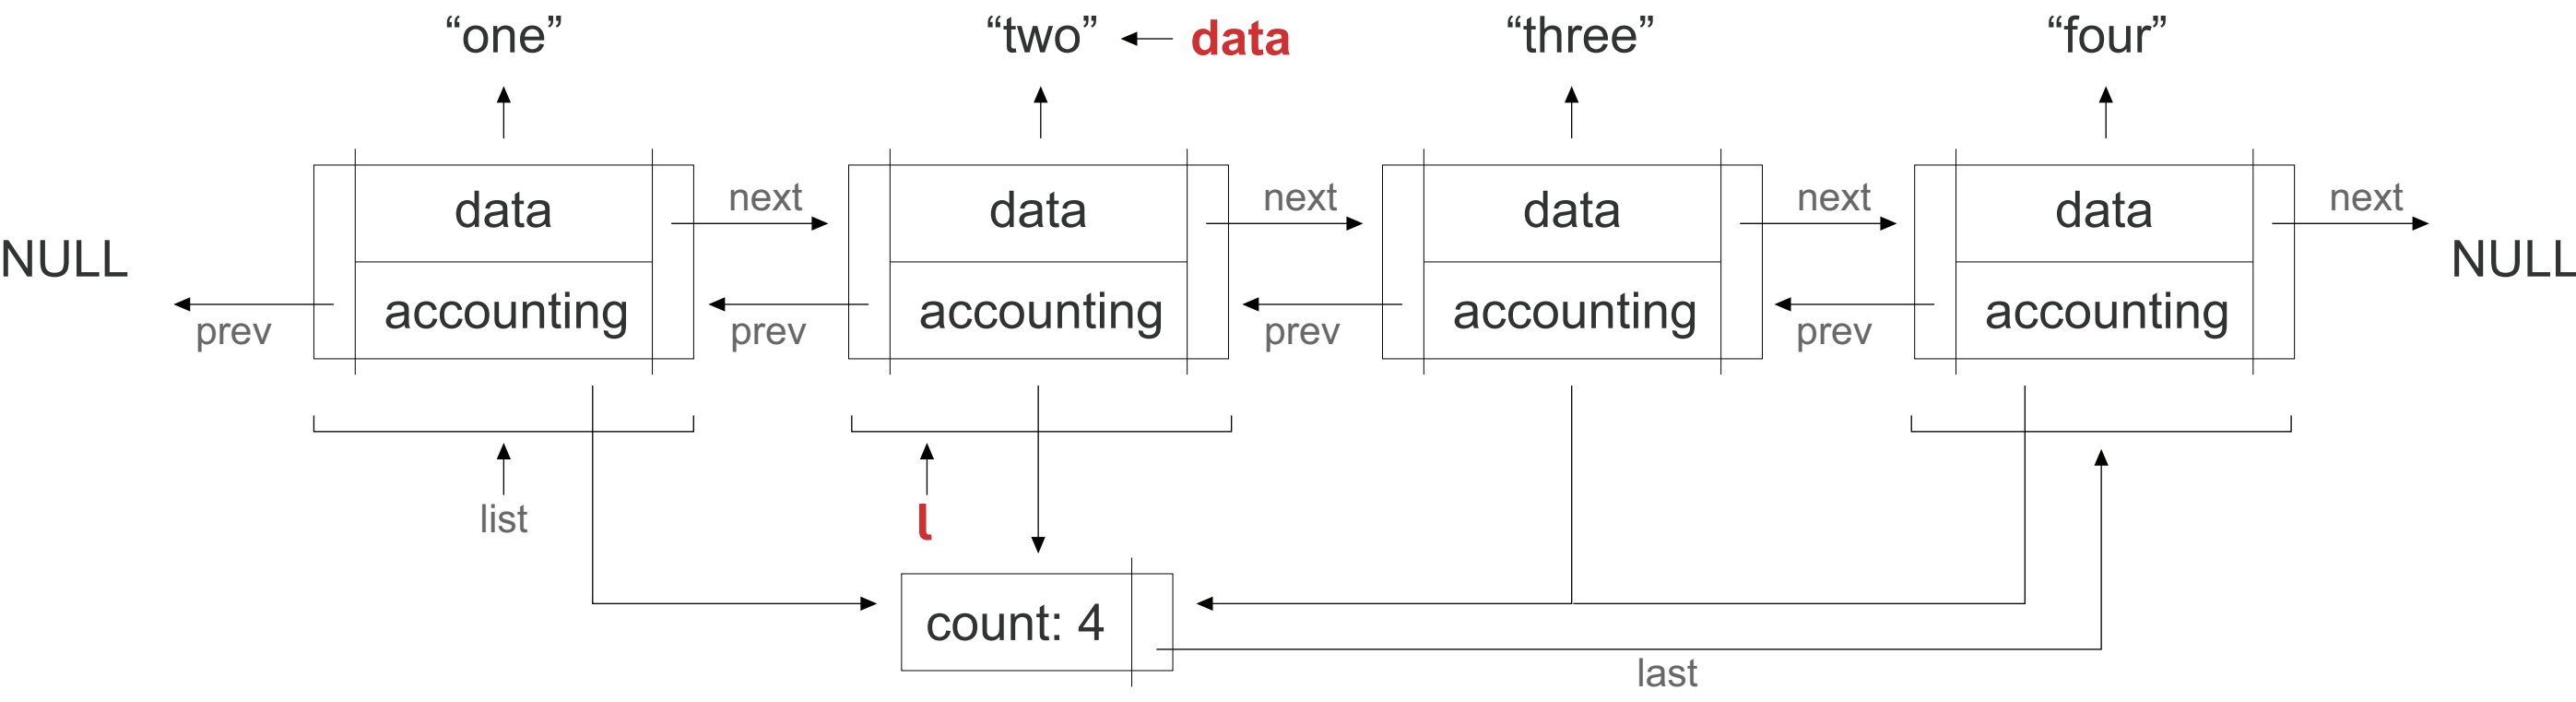 “one” “two” data “three” “four”
data next data next data next data next
NULL NULL
prev accounting prev accounting prev accounting prev accounting
list l
count: 4
last